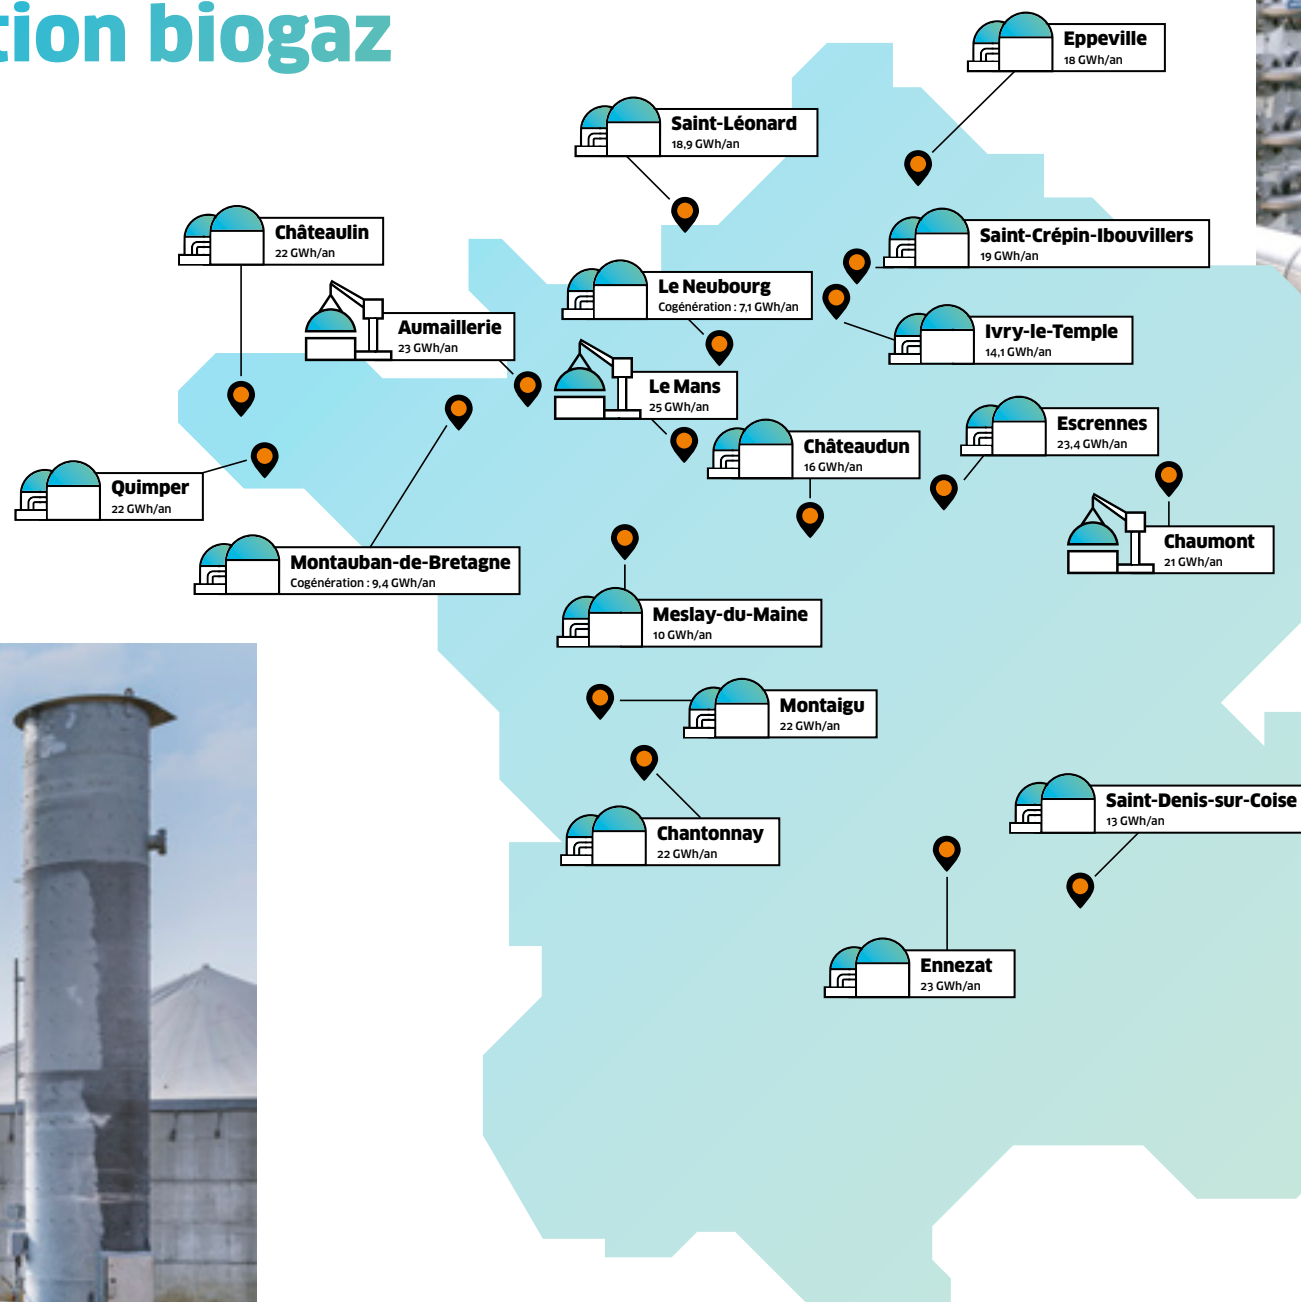 tion biogaz
Eppeville
18 GWh/an
Saint-Léonard
18,9 GWh/an
Châteaulin
22 GWh/an
Saint-Crépin-Ibouvillers
19 GWh/an
Le Neubourg
Cogénération : 7,1 GWh/an
Aumaillerie
23 GWh/an
Ivry-le-Temple
14,1 GWh/an
Le Mans
25 GWh/an
Escrennes
23,4 GWh/an
Châteaudun
16 GWh/an
Quimper
22 GWh/an
Chaumont
21 GWh/an
Montauban-de-Bretagne
Cogénération : 9,4 GWh/an
Meslay-du-Maine
10 GWh/an
Montaigu
22 GWh/an
Saint-Denis-sur-Coise
13 GWh/an
Chantonnay
22 GWh/an
Ennezat
23 GWh/an